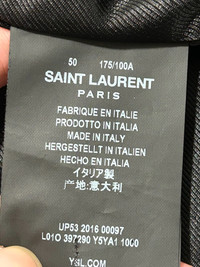 50 175/100A
SAINT LAURENT
PARIS
FABRIQUE EN ITALIE
PRODOTTO IN ITALIA
MADE IN ITALY
HERGESTELLT IN ITALIEN
HECHO EN ITALIA
イタリア製
产地:意大利
UP53 2016 00097
L01O 397290 Y5YA1 1000
YSL.COM